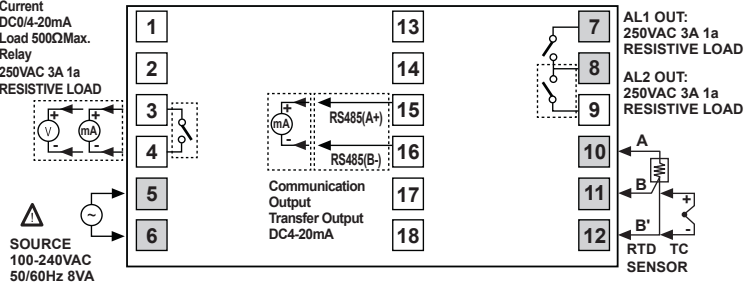 Current
DC0/4-20mA
Load 500ΩMax.
Relay
250VAC 3A 1a
RESISTIVE LOAD
V
mA
+
-
+
-
1
2
3
4
5
6
~
SOURCE
100-240VAC
50/60Hz 8VA
mA
+
-
RS485(A+)
RS485(B-)
Communication
Output
Transfer Output
DC4-20mA
13
14
15
16
17
18
7
8
9
10
11
12
AL1 OUT:
250VAC 3A 1a
RESISTIVE LOAD
AL2 OUT:
250VAC 3A 1a
RESISTIVE LOAD
A
B
B'
+
-
RTD TC
SENSOR